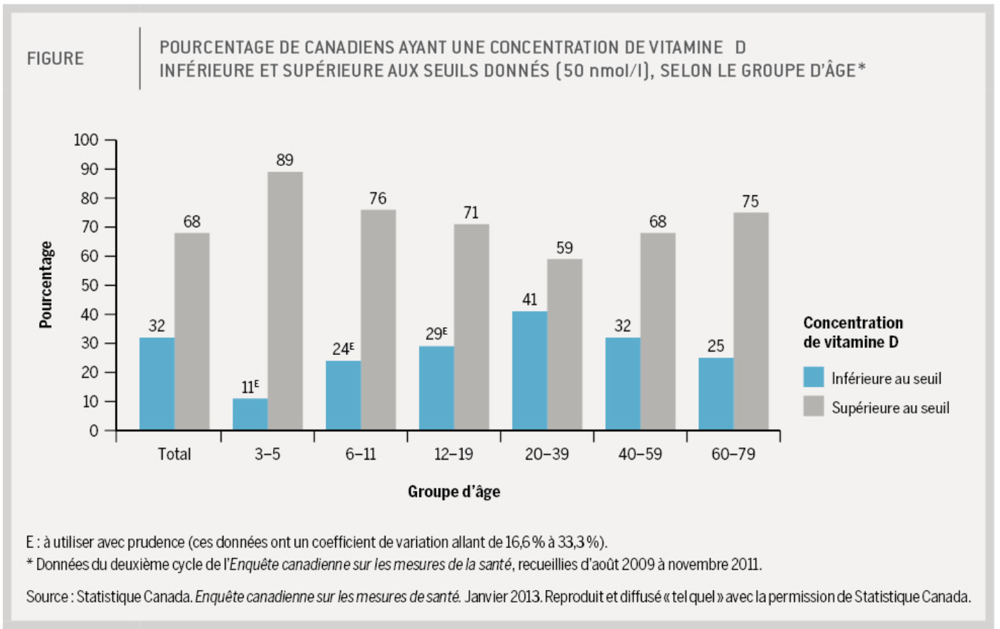 FIGURE
POURCENTAGE DE CANADIENS AYANT UNE CONCENTRATION DE VITAMINE D
INFÉRIEURE ET SUPÉRIEURE AUX SEUILS DONNÉS (50 nmol/l), SELON LE GROUPE D'ÂGE*
Pourcentage
100
90
80
70
60
50
40
30
20
10
0
32
68
11ᴱ
89
24ᴱ
76
29ᴱ
71
41
59
32
68
25
75
Total
3–5
6–11
12–19
20–39
40–59
60–79
Groupe d'âge
Concentration
de vitamine D
Inférieure au seuil
Supérieure au seuil
E : à utiliser avec prudence (ces données ont un coefficient de variation allant de 16,6 % à 33,3 %).
* Données du deuxième cycle de l'Enquête canadienne sur les mesures de la santé, recueillies d'août 2009 à novembre 2011.
Source : Statistique Canada. Enquête canadienne sur les mesures de santé. Janvier 2013. Reproduit et diffusé « tel quel » avec la permission de Statistique Canada.